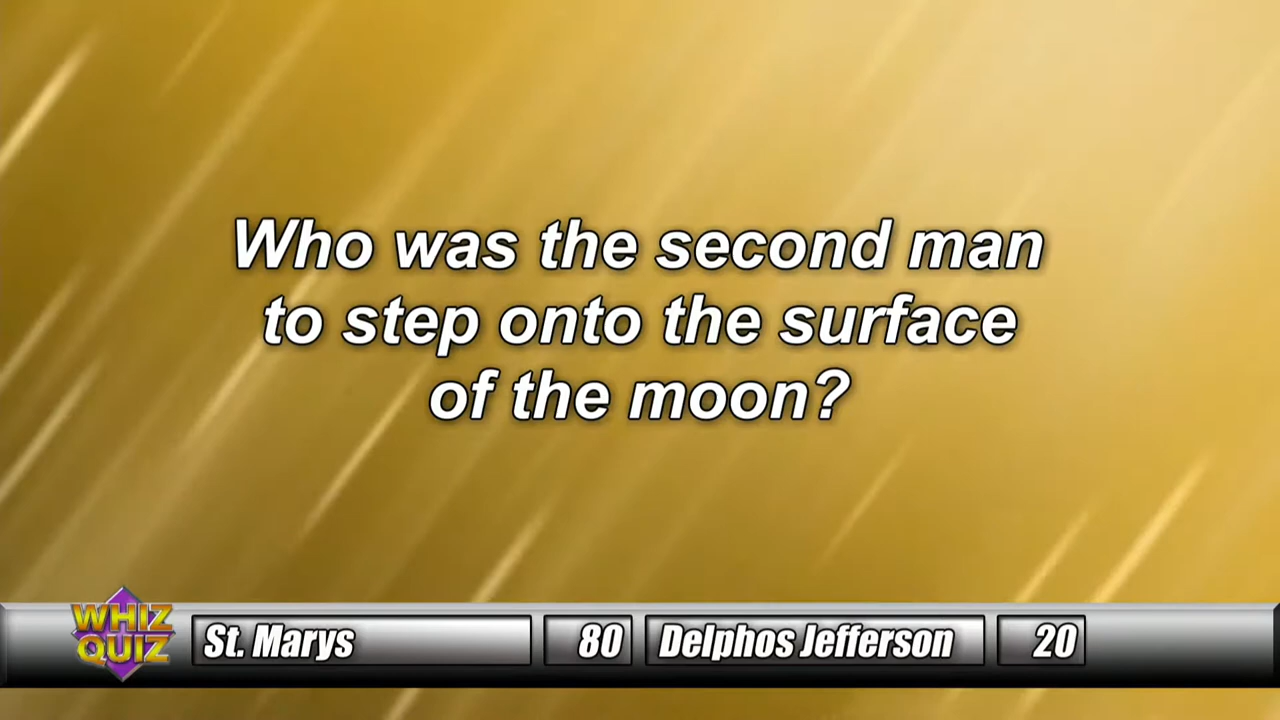 Who was the second man
to step onto the surface
of the moon?
WHIZ
QUIZ
St. Marys 80 Delphos Jefferson 20